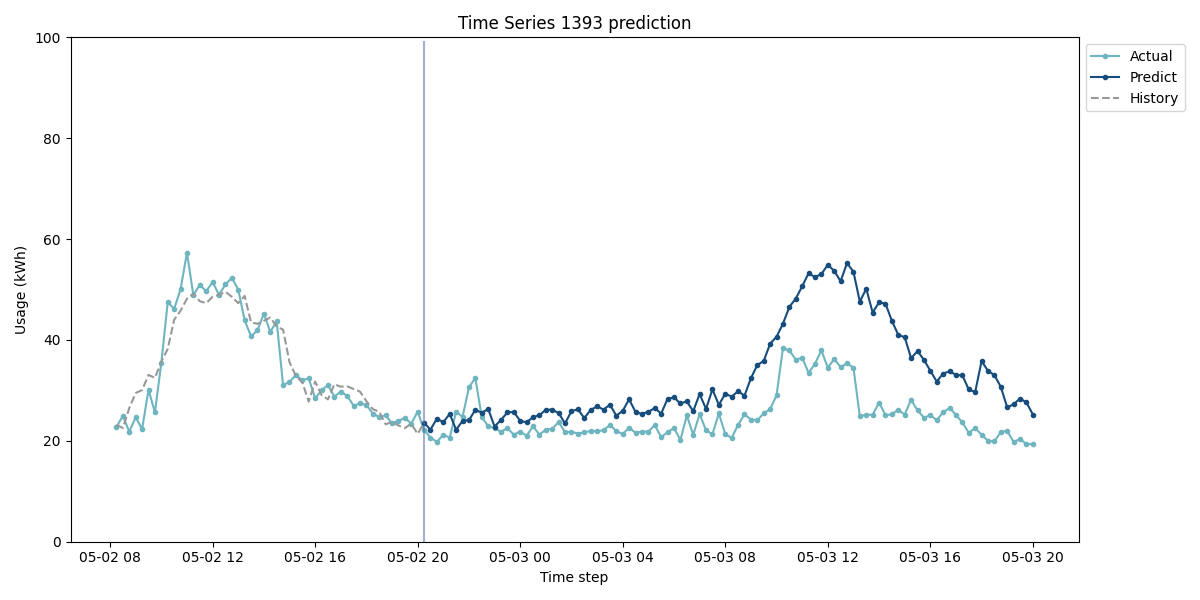 Time Series 1393 prediction
100
80
60
40
20
0
Usage (kWh)
05-02 08
05-02 12
05-02 16
05-02 20
05-03 00
05-03 04
05-03 08
05-03 12
05-03 16
05-03 20
Time step
Actual
Predict
History